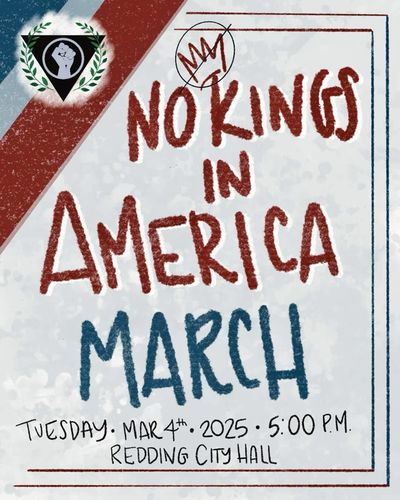 NO KINGS
IN
AMERICA
MARCH
TUESDAY • MAR 4th • 2025 • 5:00 P.M.
REDDING CITY HALL